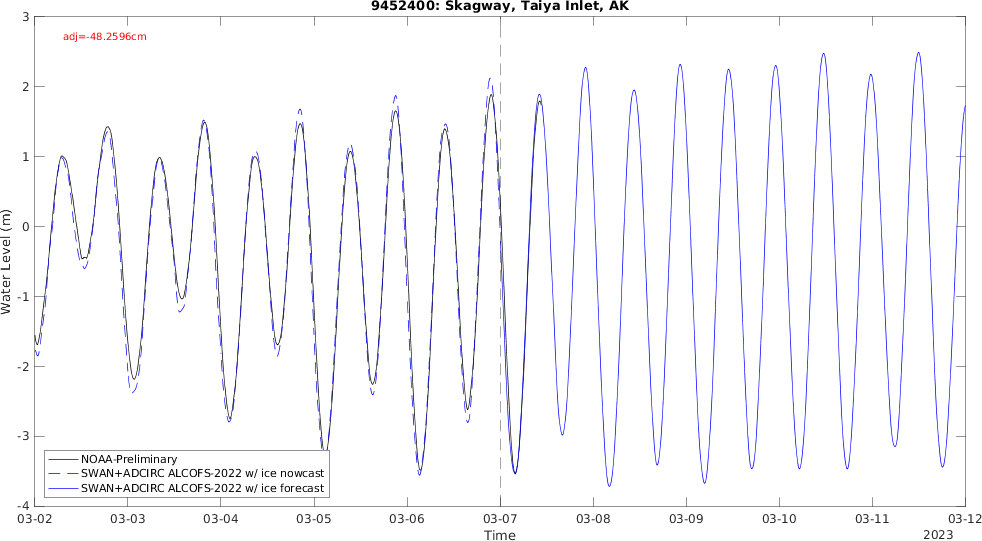 9452400: Skagway, Taiya Inlet, AK
adj=-48.2596cm
Water Level (m)
3
2
1
0
-1
-2
-3
-4
NOAA-Preliminary
SWAN+ADCIRC ALCOFS-2022 w/ ice nowcast
SWAN+ADCIRC ALCOFS-2022 w/ ice forecast
03-02 03-03 03-04 03-05 03-06 03-07 03-08 03-09 03-10 03-11 03-12
Time
2023